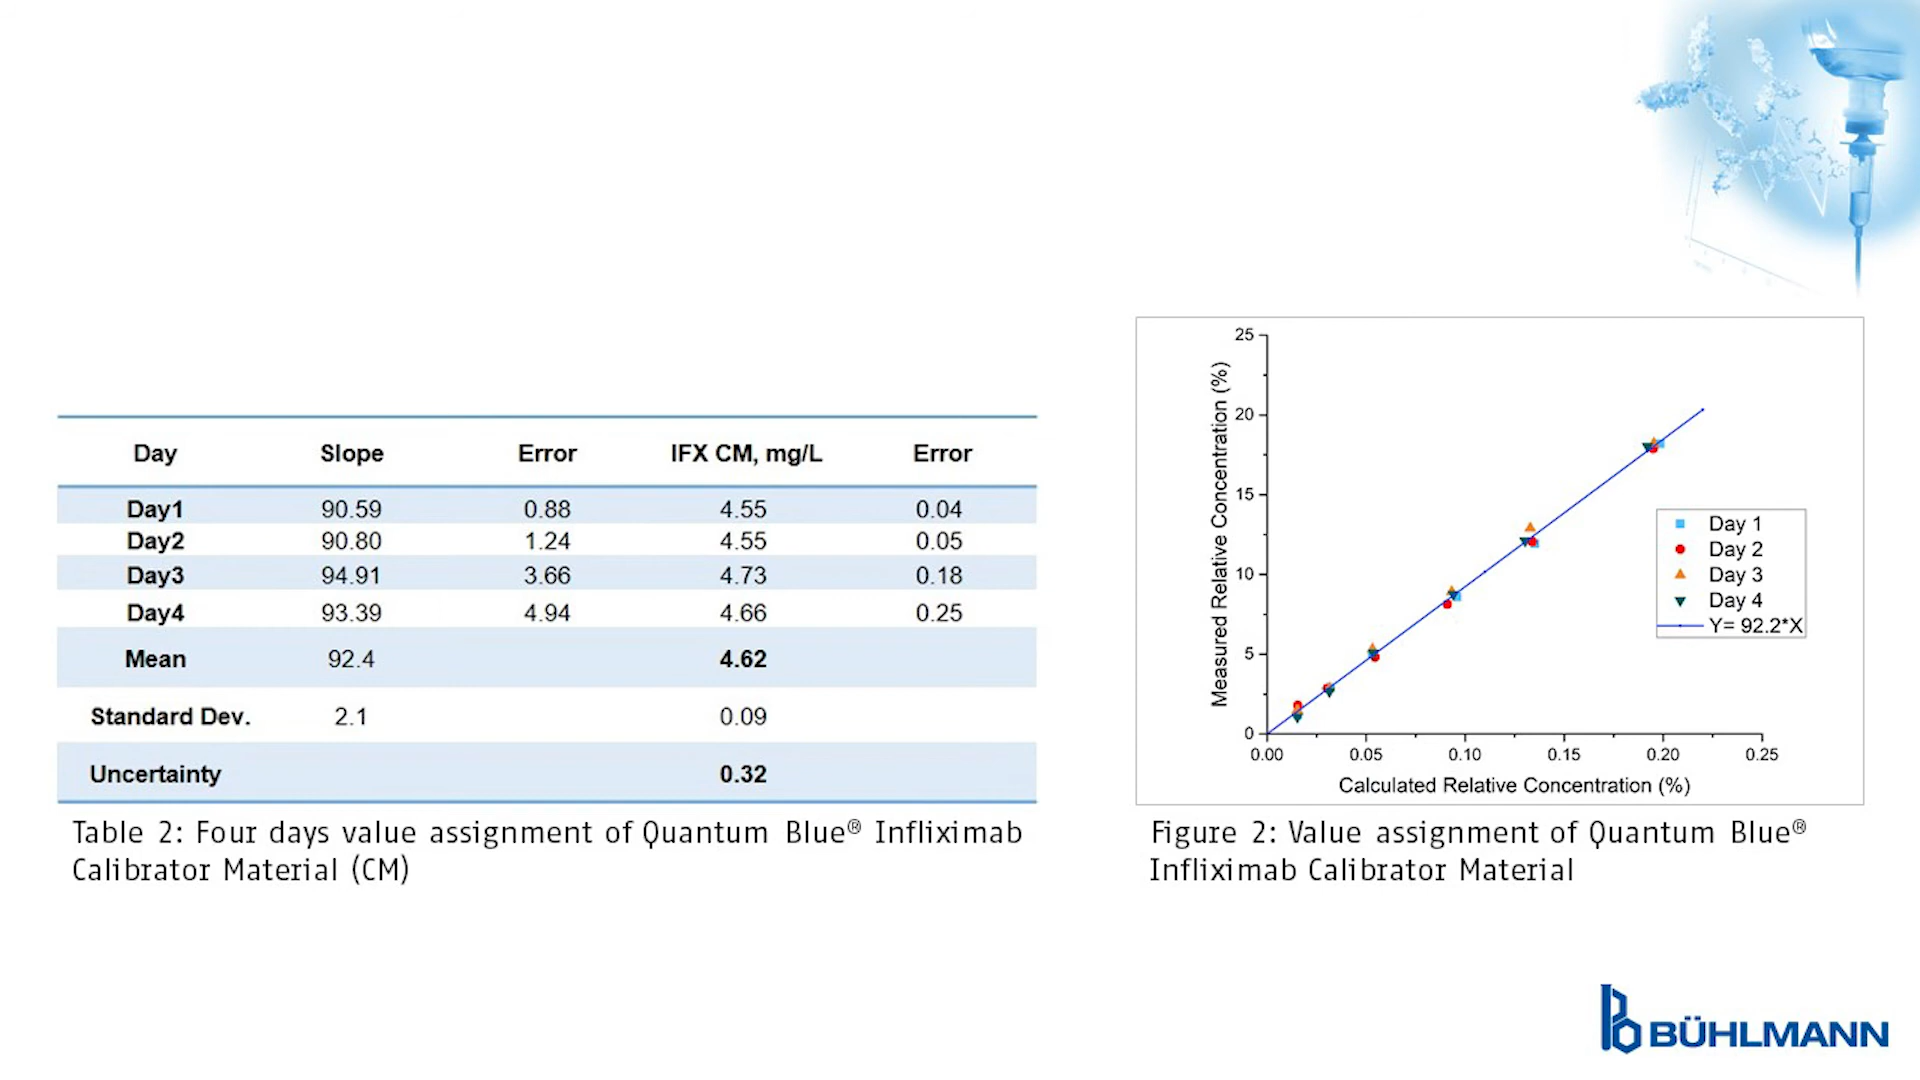 Day Slope Error IFX CM, mg/L Error
Day1 90.59 0.88 4.55 0.04
Day2 90.80 1.24 4.55 0.05
Day3 94.91 3.66 4.73 0.18
Day4 93.39 4.94 4.66 0.25
Mean 92.4 4.62
Standard Dev. 2.1 0.09
Uncertainty 0.32
Table 2: Four days value assignment of Quantum Blue® Infliximab
Calibrator Material (CM)
Measured Relative Concentration (%)
25
20
15
10
5
0
0.00 0.05 0.10 0.15 0.20 0.25
Calculated Relative Concentration (%)
Day 1
Day 2
Day 3
Day 4
Y= 92.2*X
Figure 2: Value assignment of Quantum Blue®
Infliximab Calibrator Material
BÜHLMANN